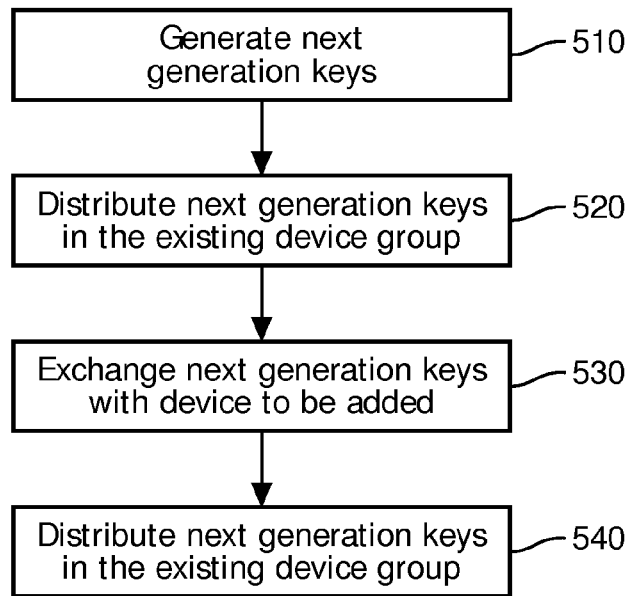 Generate next
generation keys
510
Distribute next generation keys
in the existing device group
520
Exchange next generation keys
with device to be added
530
Distribute next generation keys
in the existing device group
540